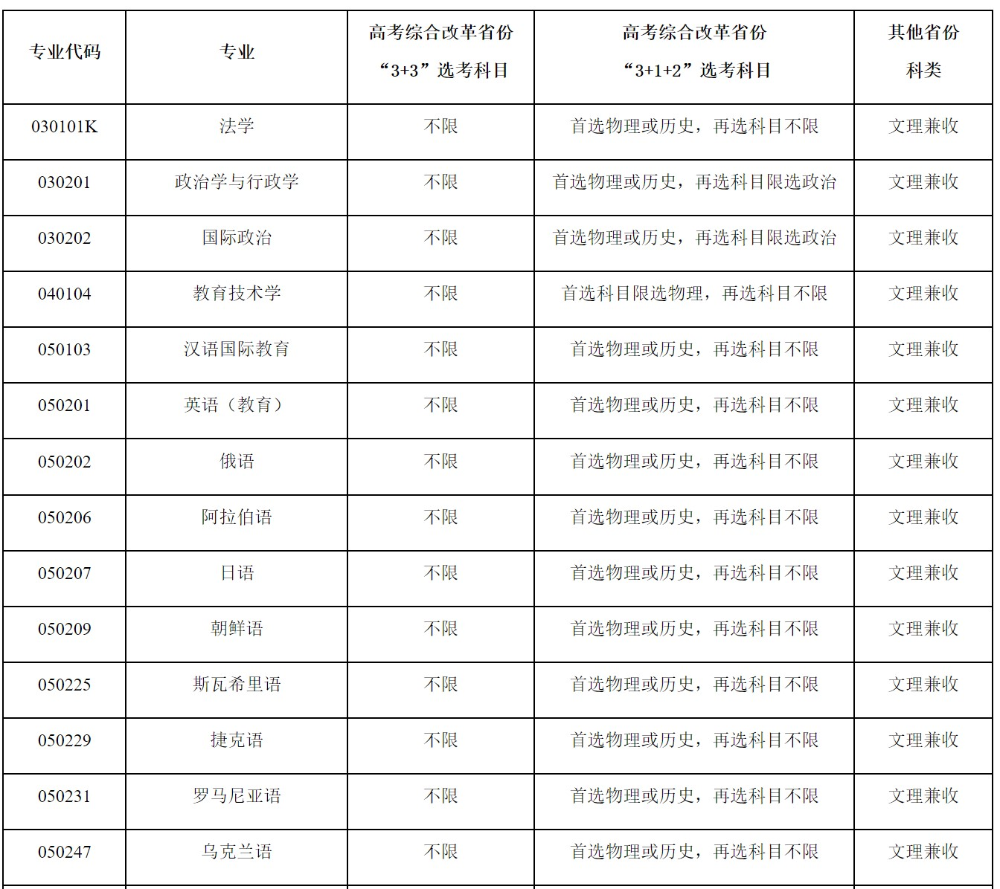 专业代码 专业 高考综合改革省份 高考综合改革省份 其他省份
“3+3”选考科目 “3+1+2”选考科目 科类
030101K 法学 不限 首选物理或历史，再选科目不限 文理兼收
030201 政治学与行政学 不限 首选物理或历史，再选科目限选政治 文理兼收
030202 国际政治 不限 首选物理或历史，再选科目限选政治 文理兼收
040104 教育技术学 不限 首选科目限选物理，再选科目不限 文理兼收
050103 汉语国际教育 不限 首选物理或历史，再选科目不限 文理兼收
050201 英语（教育） 不限 首选物理或历史，再选科目不限 文理兼收
050202 俄语 不限 首选物理或历史，再选科目不限 文理兼收
050206 阿拉伯语 不限 首选物理或历史，再选科目不限 文理兼收
050207 日语 不限 首选物理或历史，再选科目不限 文理兼收
050209 朝鲜语 不限 首选物理或历史，再选科目不限 文理兼收
050225 斯瓦希里语 不限 首选物理或历史，再选科目不限 文理兼收
050229 捷克语 不限 首选物理或历史，再选科目不限 文理兼收
050231 罗马尼亚语 不限 首选物理或历史，再选科目不限 文理兼收
050247 乌克兰语 不限 首选物理或历史，再选科目不限 文理兼收